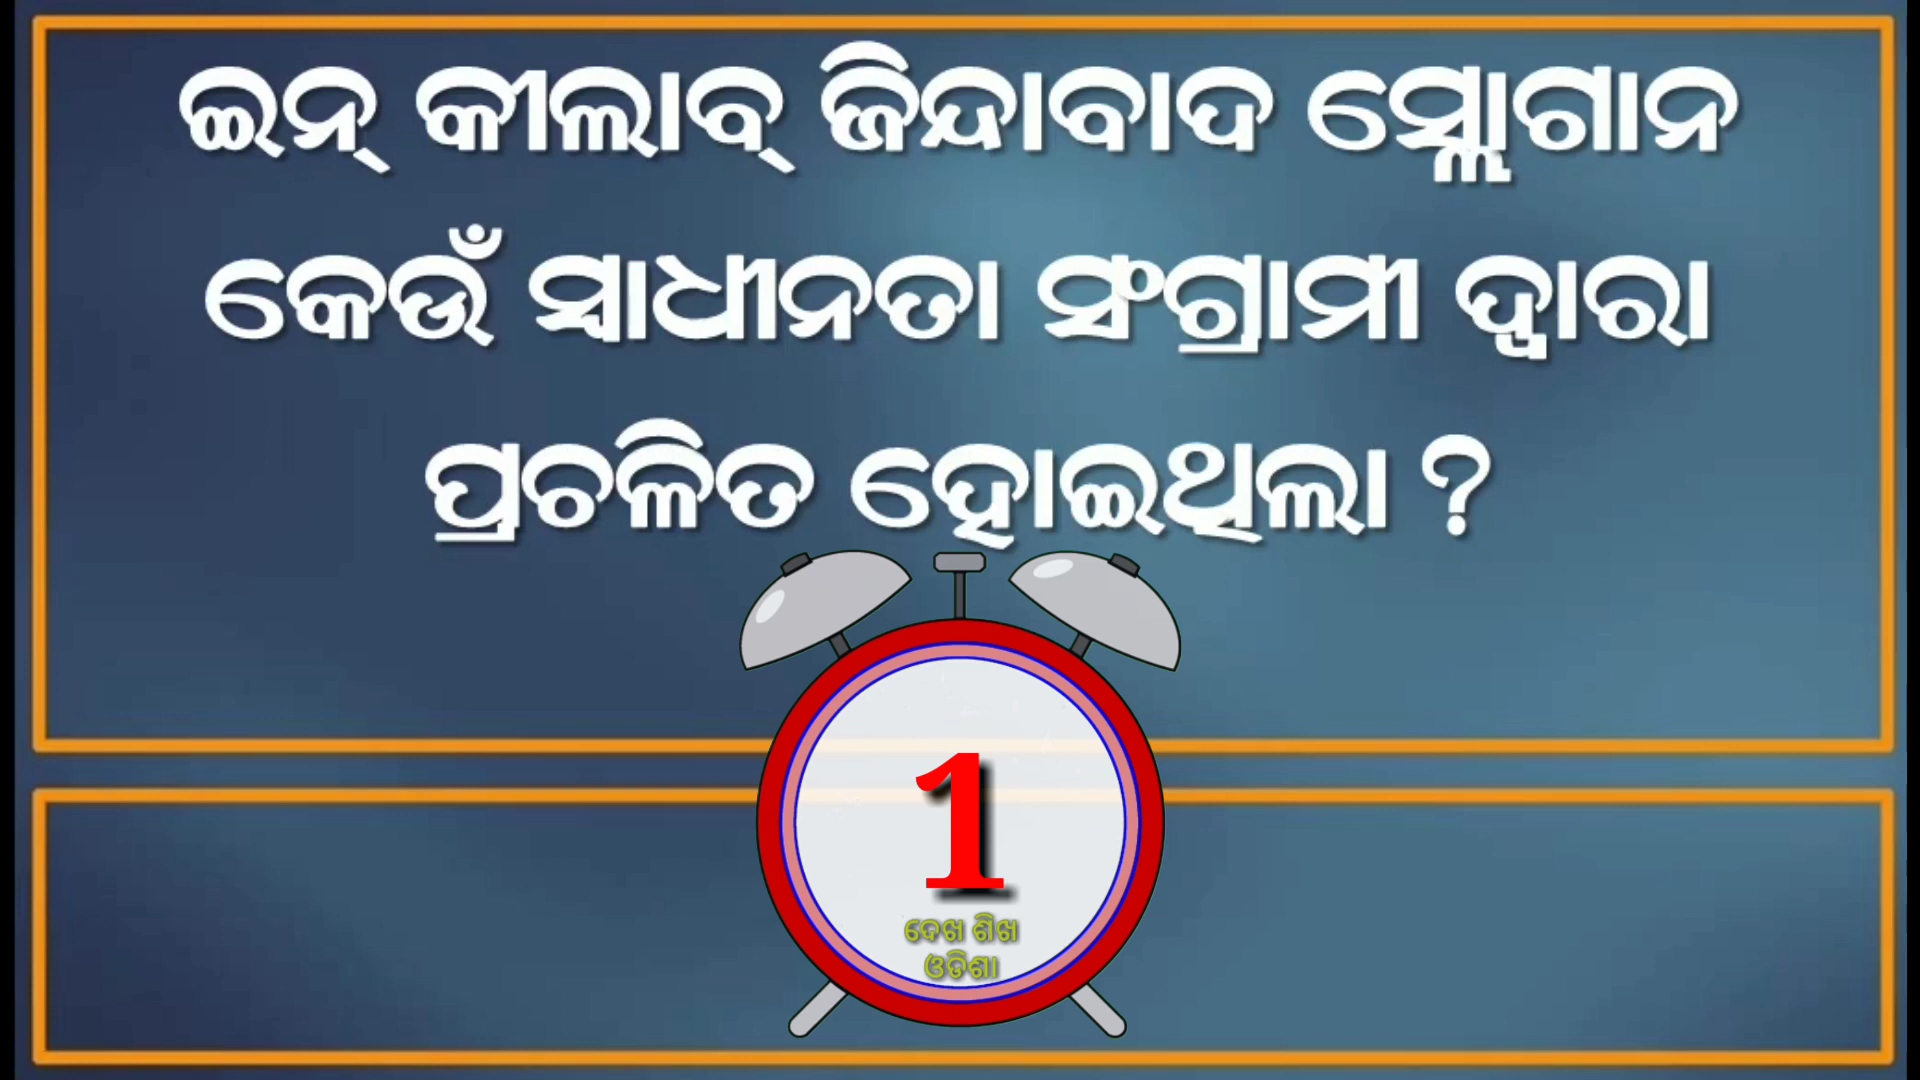 ଇନ୍ କୀଲାବ୍ ଜିନ୍ଦାବାଦ ସ୍ଲୋଗାନ
କେଉଁ ସ୍ୱାଧୀନତା ସଂଗ୍ରାମୀ ଦ୍ୱାରା
ପ୍ରଚଳିତ ହୋଇଥିଲା ?
1
ଦେଖ ଶିଖ
ଓଡିଶା